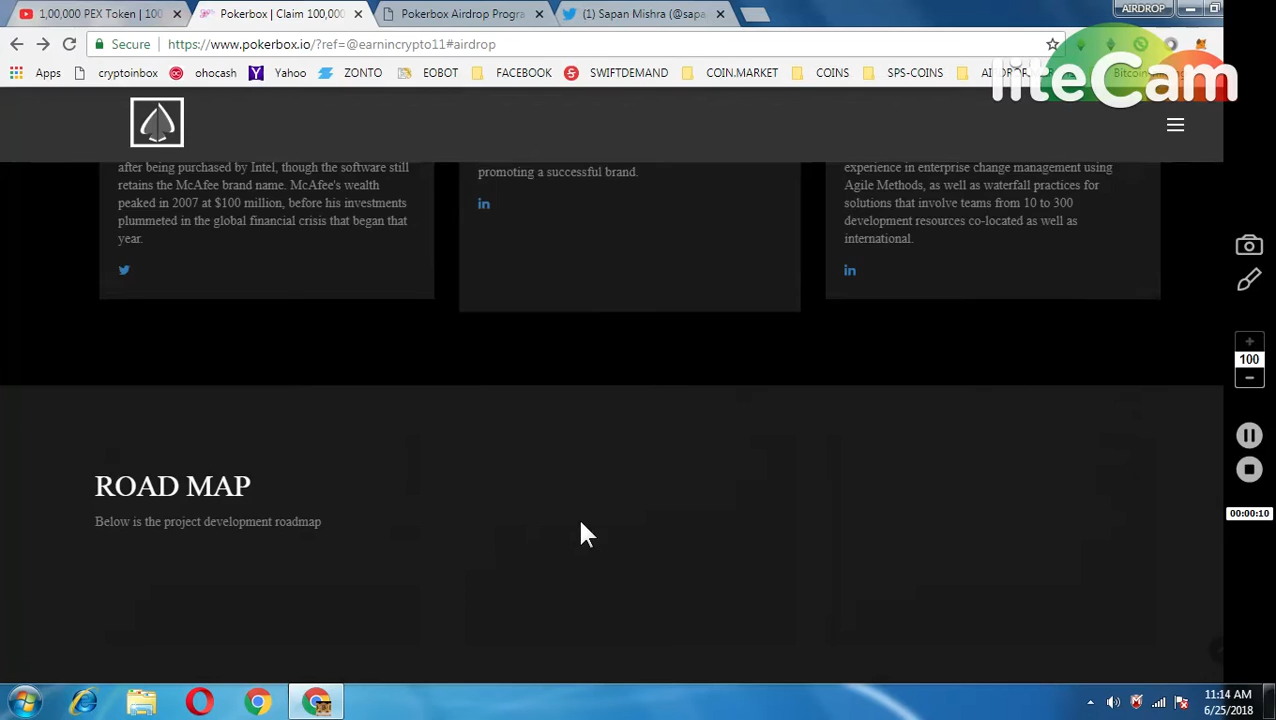 1,00,000 PEX Token | 100
Pokerbox | Claim 100,000
Pokerbox Airdrop Progra
(1) Sapan Mishra (@sapa
AIRDROP
Secure
https://www.pokerbox.io/?ref=@earnincrypto11#airdrop
Apps
cryptoinbox
ohocash
Yahoo
ZONTO
EOBOT
FACEBOOK
SWIFTDEMAND
COIN.MARKET
COINS
SPS-COINS
liteCam
after being purchased by Intel, though the software still
retains the McAfee brand name. McAfee's wealth
peaked in 2007 at $100 million, before his investments
plummeted in the global financial crisis that began that
year.
promoting a successful brand.
experience in enterprise change management using
Agile Methods, as well as waterfall practices for
solutions that involve teams from 10 to 300
development resources co-located as well as
international.
100
ROAD MAP
Below is the project development roadmap
00:00:10
11:14 AM
6/25/2018